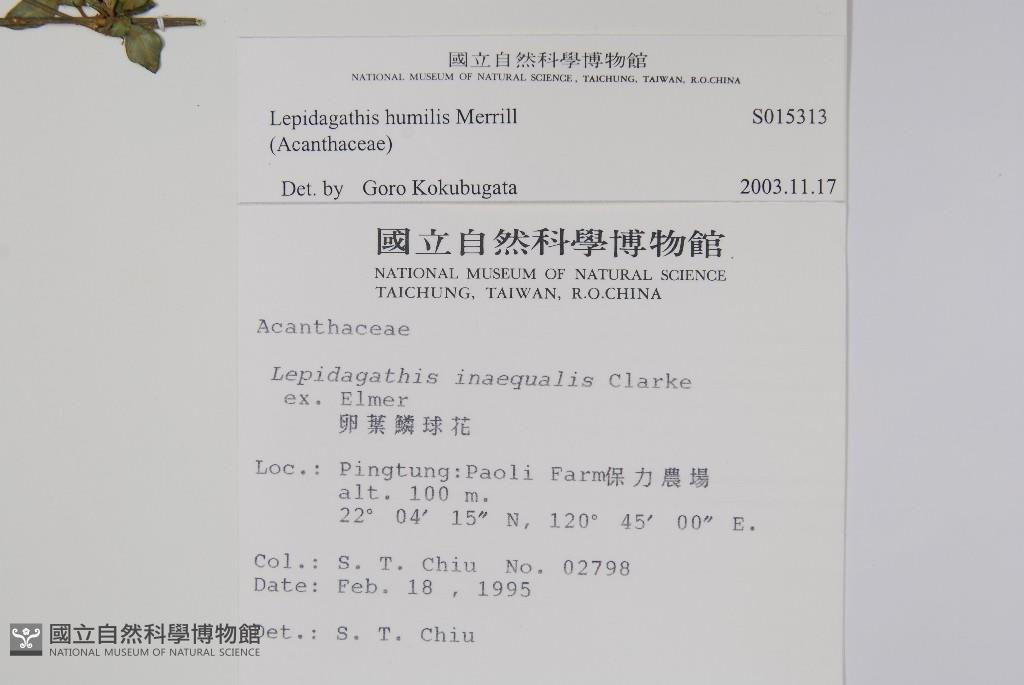 國立自然科學博物館
NATIONAL MUSEUM OF NATURAL SCIENCE, TAICHUNG, TAIWAN, R.O.CHINA
Lepidagathis humilis Merrill S015313
(Acanthaceae)
Det. by Goro Kokubugata 2003.11.17
國立自然科學博物館
NATIONAL MUSEUM OF NATURAL SCIENCE
TAICHUNG, TAIWAN, R.O.CHINA
Acanthaceae
Lepidagathis inaequalis Clarke
ex. Elmer
卵葉鱗球花
Loc.: Pingtung:Paoli Farm保力農場
alt. 100 m.
22° 04′ 15″ N, 120° 45′ 00″ E.
Col.: S. T. Chiu No. 02798
Date: Feb. 18 , 1995
Det.: S. T. Chiu
國立自然科學博物館
NATIONAL MUSEUM OF NATURAL SCIENCE